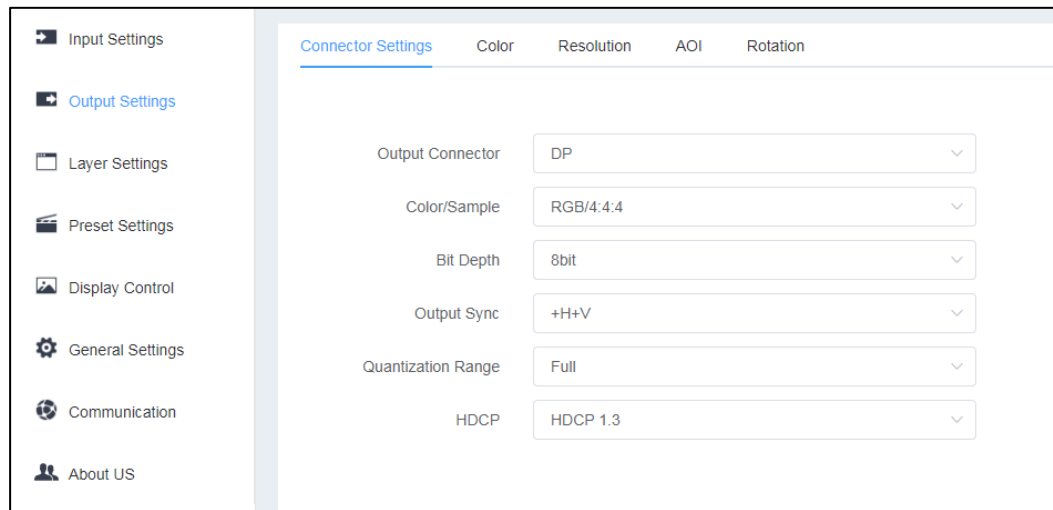 Input Settings
Output Settings
Layer Settings
Preset Settings
Display Control
General Settings
Communication
About US
Connector Settings Color Resolution AOI Rotation
Output Connector DP
Color/Sample RGB/4:4:4
Bit Depth 8bit
Output Sync +H+V
Quantization Range Full
HDCP HDCP 1.3